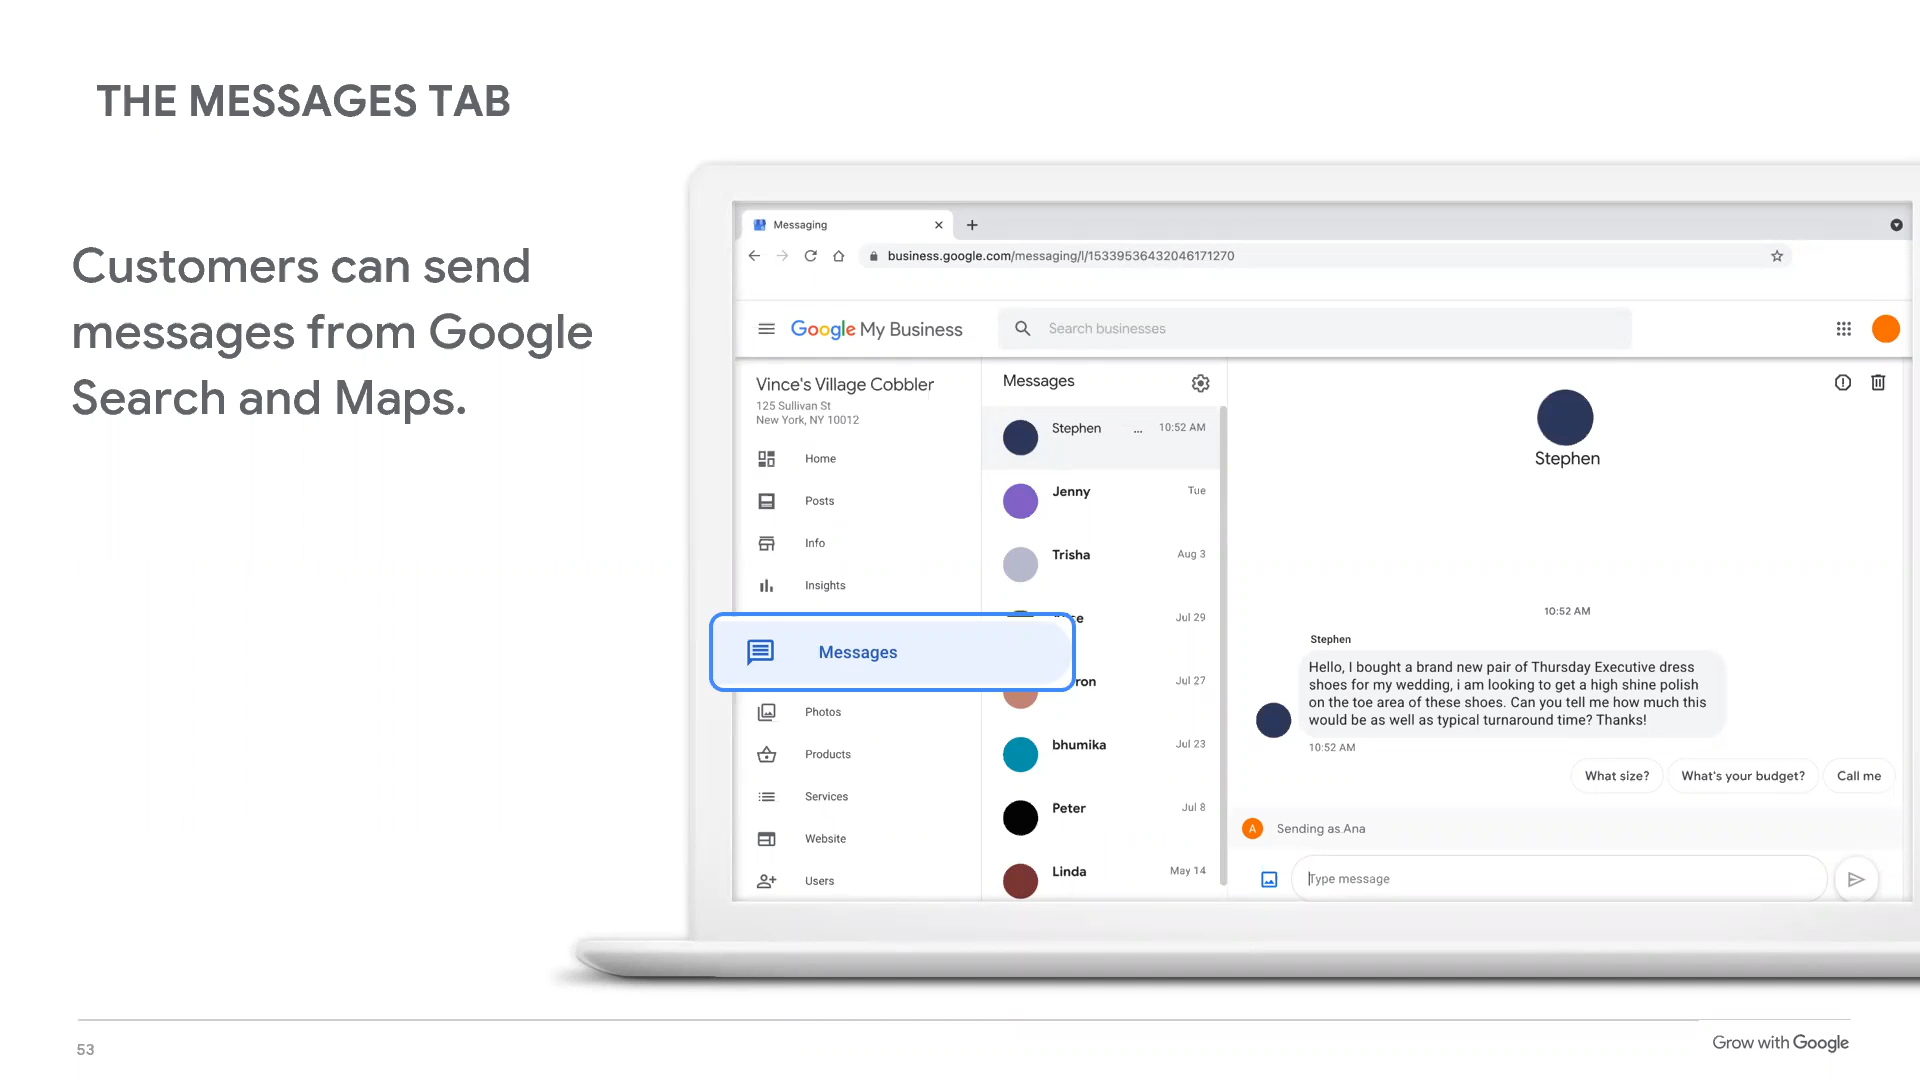 THE MESSAGES TAB
Customers can send
messages from Google
Search and Maps.
Messaging
business.google.com/messaging/l/15339536432046171270
Google My Business
Search businesses
Vince's Village Cobbler
125 Sullivan St
New York, NY 10012
Home
Posts
Info
Insights
Messages
Photos
Products
Services
Website
Users
Messages
Stephen ... 10:52 AM
Jenny Tue
Trisha Aug 3
Jul 29
Jul 27
bhumika Jul 23
Peter Jul 8
Linda May 14
Stephen
10:52 AM
Stephen
Hello, I bought a brand new pair of Thursday Executive dress
shoes for my wedding, i am looking to get a high shine polish
on the toe area of these shoes. Can you tell me how much this
would be as well as typical turnaround time? Thanks!
10:52 AM
What size? What's your budget? Call me
A Sending as Ana
Type message
53
Grow with Google